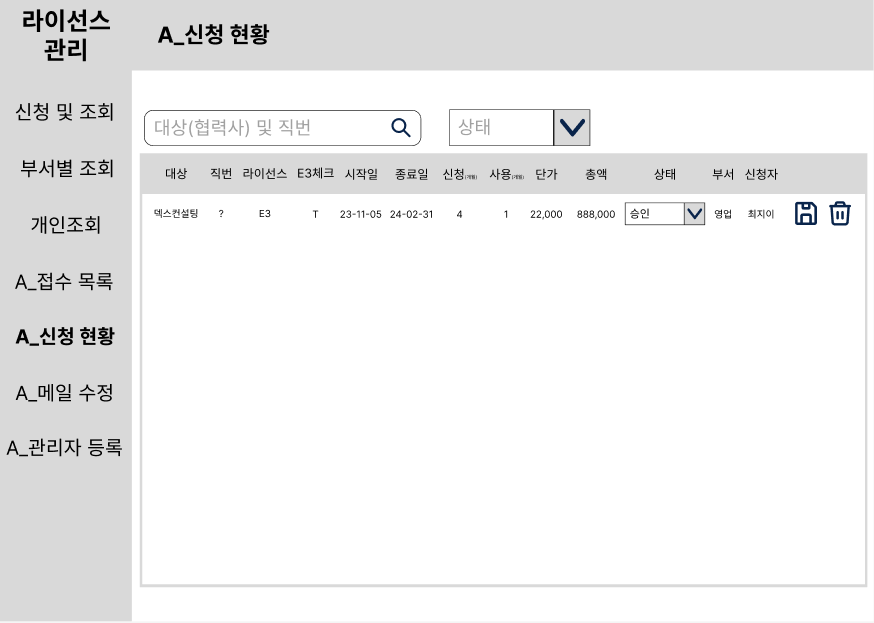 라이선스
관리
A_신청 현황
신청 및 조회
부서별 조회
개인조회
A_접수 목록
A_신청 현황
A_메일 수정
A_관리자 등록
대상(협력사) 및 직번
상태
대상 직번 라이선스 E3체크 시작일 종료일 신청(개월) 사용(개월) 단가 총액 상태 부서 신청자
덱스컨설팅 ? E3 T 23-11-05 24-02-31 4 1 22,000 888,000 승인 영업 최지이